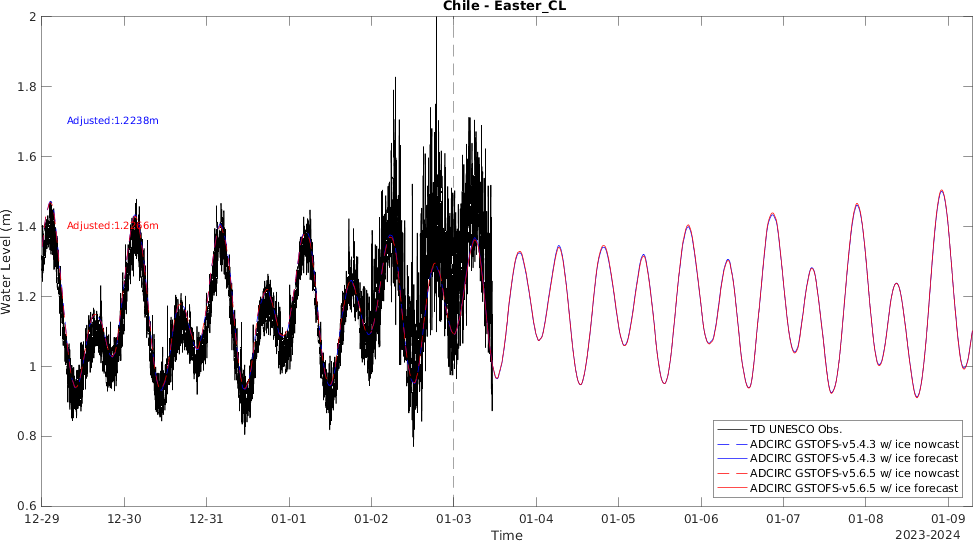 Chile - Easter_CL
2
1.8
1.6
1.4
1.2
1
0.8
0.6
Water Level (m)
Adjusted:1.2238m
TD UNESCO Obs.
ADCIRC GSTOFS-v5.4.3 w/ ice nowcast
ADCIRC GSTOFS-v5.4.3 w/ ice forecast
ADCIRC GSTOFS-v5.6.5 w/ ice nowcast
ADCIRC GSTOFS-v5.6.5 w/ ice forecast
12-29 12-30 12-31 01-01 01-02 01-03 01-04 01-05 01-06 01-07 01-08 01-09
Time
2023-2024